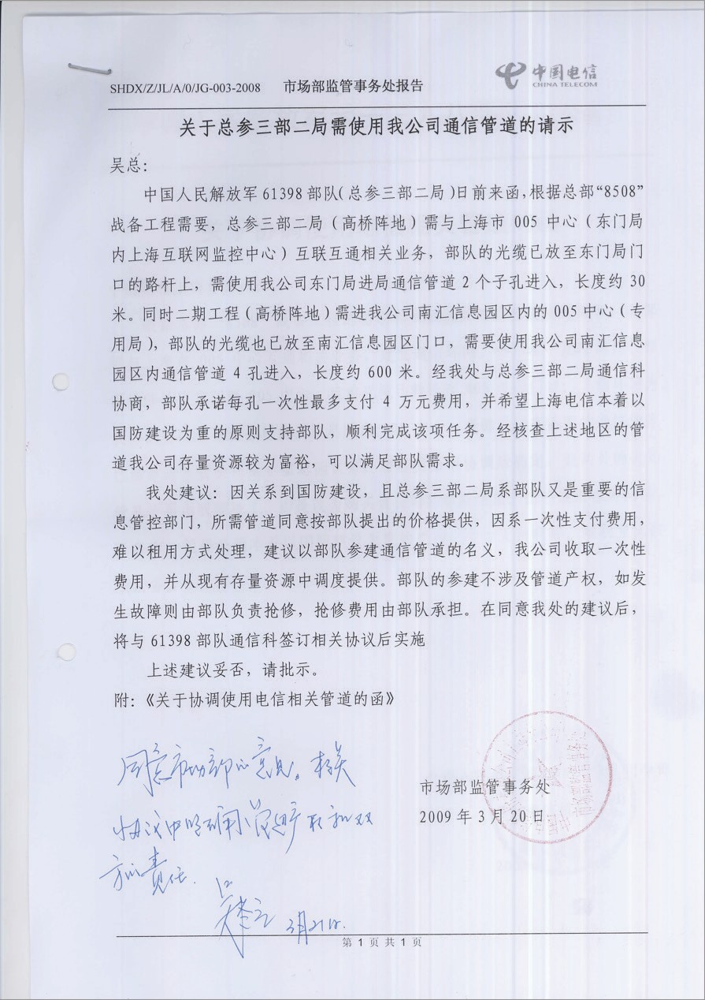 SHDX/Z/JL/A/0/JG-003-2008 市场部监管事务处报告
中国电信
CHINA TELECOM
关于总参三部二局需使用我公司通信管道的请示
吴总：
中国人民解放军 61398 部队（总参三部二局）日前来函，根据总部“8508”
战备工程需要，总参三部二局（高桥阵地）需与上海市 005 中心（东门局
内上海互联网监控中心）互联互通相关业务，部队的光缆已放至东门局门
口的路杆上，需使用我公司东门局进局通信管道 2 个子孔进入，长度约 30
米。同时二期工程（高桥阵地）需进我公司南汇信息园区内的 005 中心（专
用局），部队的光缆也已放至南汇信息园区门口，需要使用我公司南汇信息
园区内通信管道 4 孔进入，长度约 600 米。经我处与总参三部二局通信科
协商，部队承诺每孔一次性最多支付 4 万元费用，并希望上海电信本着以
国防建设为重的原则支持部队，顺利完成该项任务。经核查上述地区的管
道我公司存量资源较为富裕，可以满足部队需求。
我处建议：因关系到国防建设，且总参三部二局系部队又是重要的信
息管控部门，所需管道同意按部队提出的价格提供，因系一次性支付费用，
难以租用方式处理，建议以部队参建通信管道的名义，我公司收取一次性
费用，并从现有存量资源中调度提供。部队的参建不涉及管道产权，如发
生故障则由部队负责抢修，抢修费用由部队承担。在同意我处的建议后，
将与 61398 部队通信科签订相关协议后实施
上述建议妥否，请批示。
附：《关于协调使用电信相关管道的函》
同意市场部的意见。相关
协议中明确管道产权和双
方的责任.
3月21日.
市场部监管事务处
2009 年 3 月 20 日
第 1 页 共 1 页